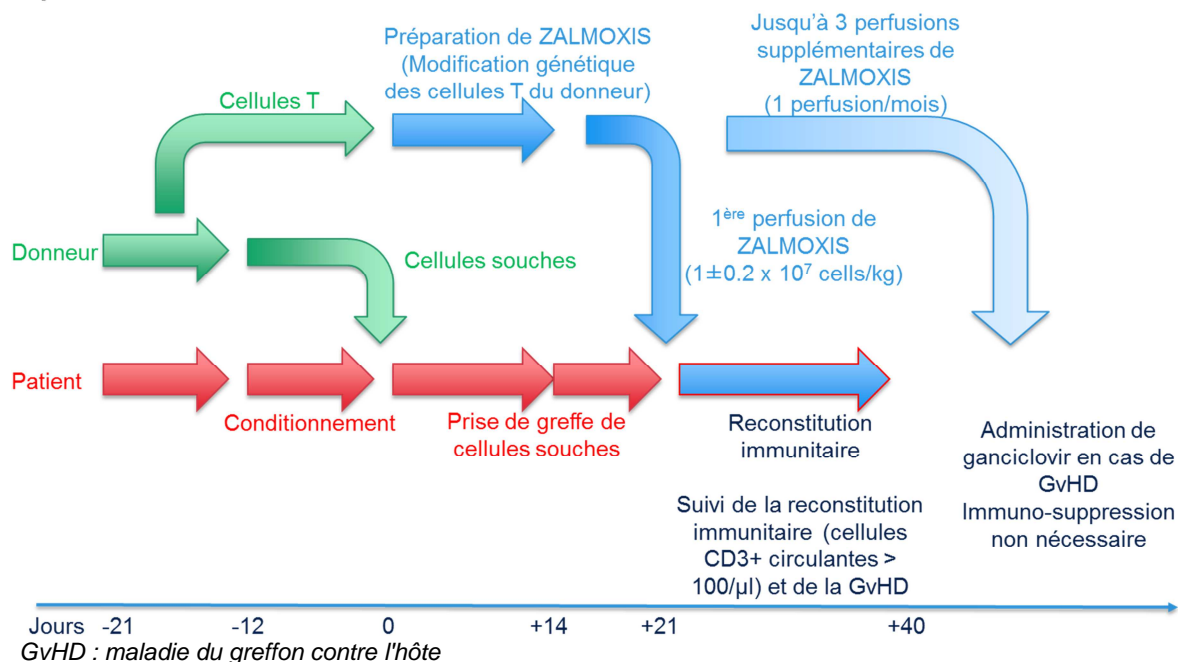 Préparation de ZALMOXIS
(Modification génétique
des cellules T du donneur)
Jusqu'à 3 perfusions
supplémentaires de
ZALMOXIS
(1 perfusion/mois)
Cellules T
1ère perfusion de
ZALMOXIS
(1±0.2 x 10⁷ cells/kg)
Donneur
Cellules souches
Patient
Conditionnement
Prise de greffe de
cellules souches
Reconstitution
immunitaire
Administration de
ganciclovir en cas de
GvHD
Immuno-suppression
non nécessaire
Suivi de la reconstitution
immunitaire (cellules
CD3+ circulantes >
100/µl) et de la GvHD
Jours -21 -12 0 +14 +21 +40
GvHD : maladie du greffon contre l'hôte